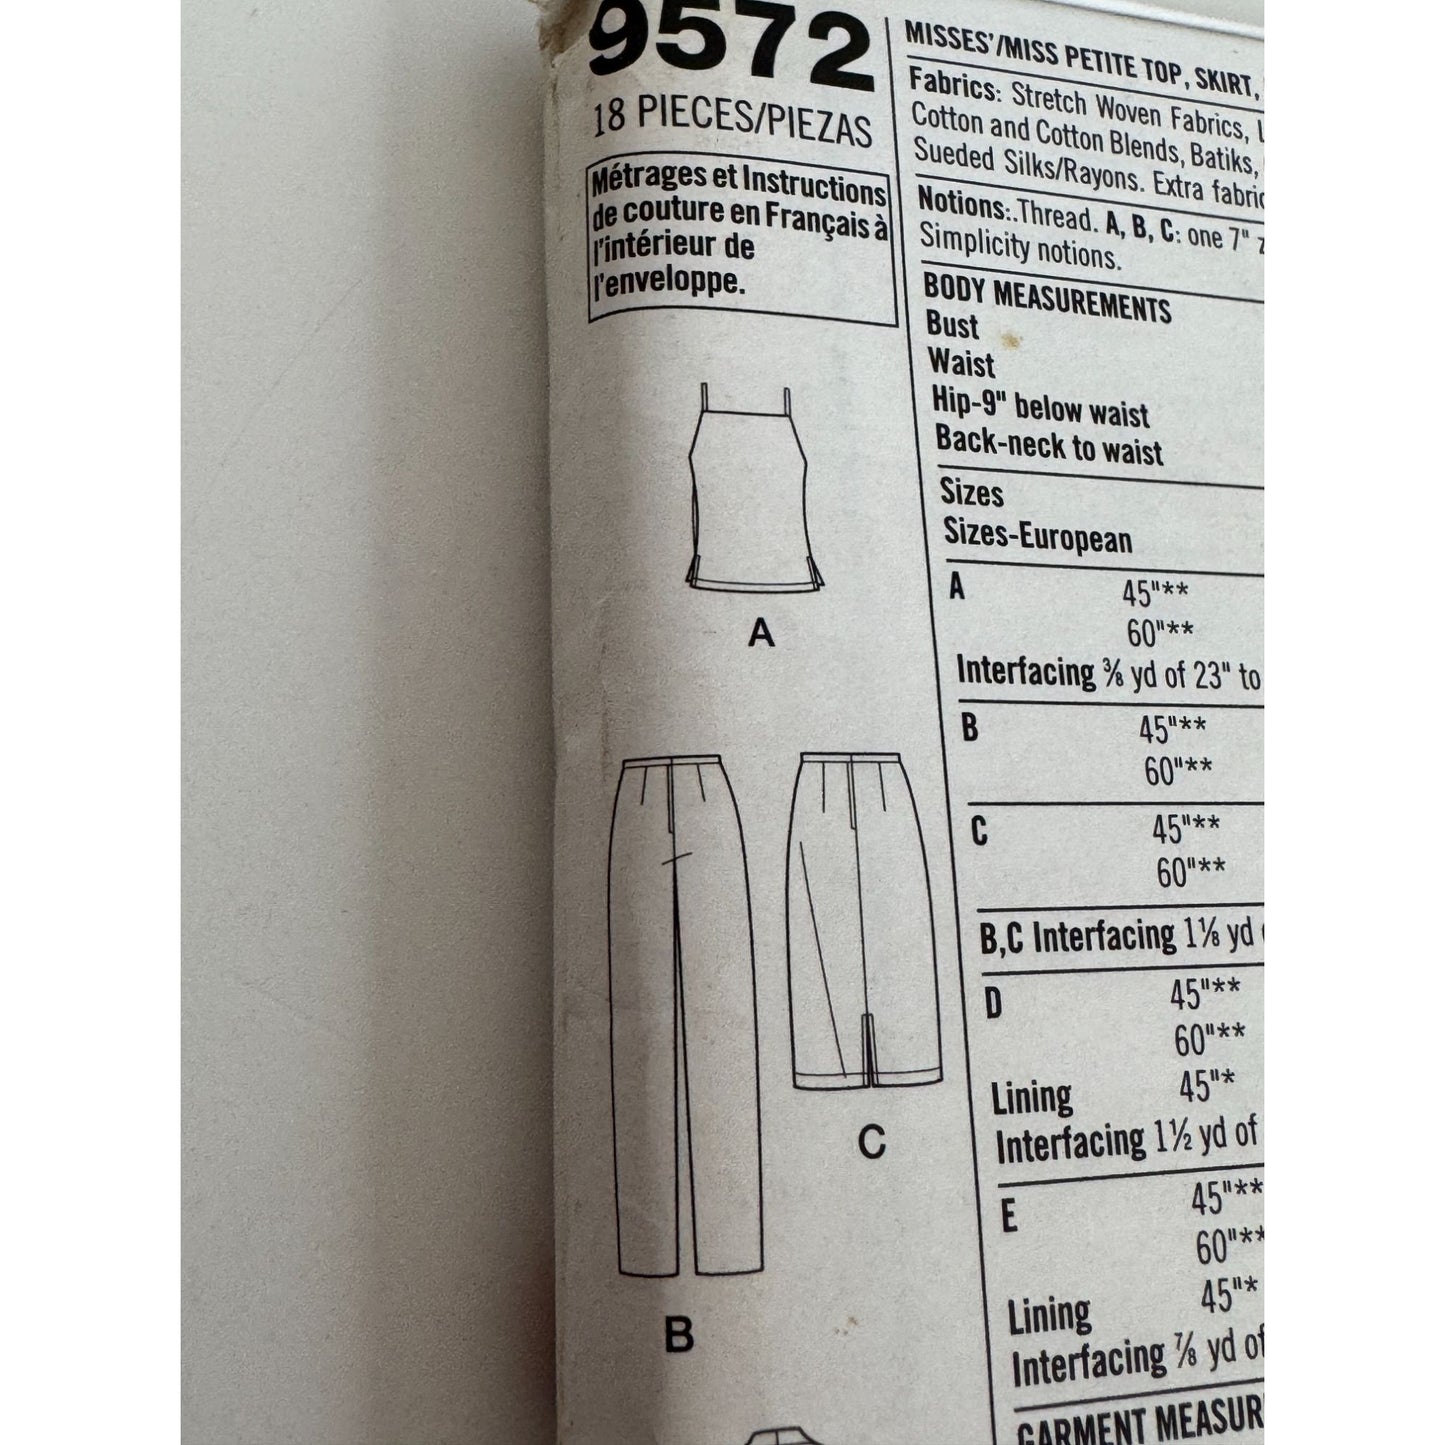 9572
18 PIECES/PIEZAS
Métrages et Instructions
de couture en Français à
l'intérieur de
l'enveloppe.
A
B
C
MISSES'/MISS PETITE TOP, SKIRT,
Fabrics: Stretch Woven Fabrics,
Cotton and Cotton Blends, Batiks,
Sueded Silks/Rayons. Extra fabric
Notions:.Thread. A, B, C: one 7"
Simplicity notions.
BODY MEASUREMENTS
Bust
Waist
Hip-9" below waist
Back-neck to waist
Sizes
Sizes-European
A 45"**
60"**
Interfacing ⅜ yd of 23" to
B 45"**
60"**
C 45"**
60"**
B,C Interfacing 1⅛ yd
D 45"**
60"**
Lining 45"*
Interfacing 1½ yd of
E 45"**
60"**
Lining 45"*
Interfacing ⅞ yd of
GARMENT MEASUR